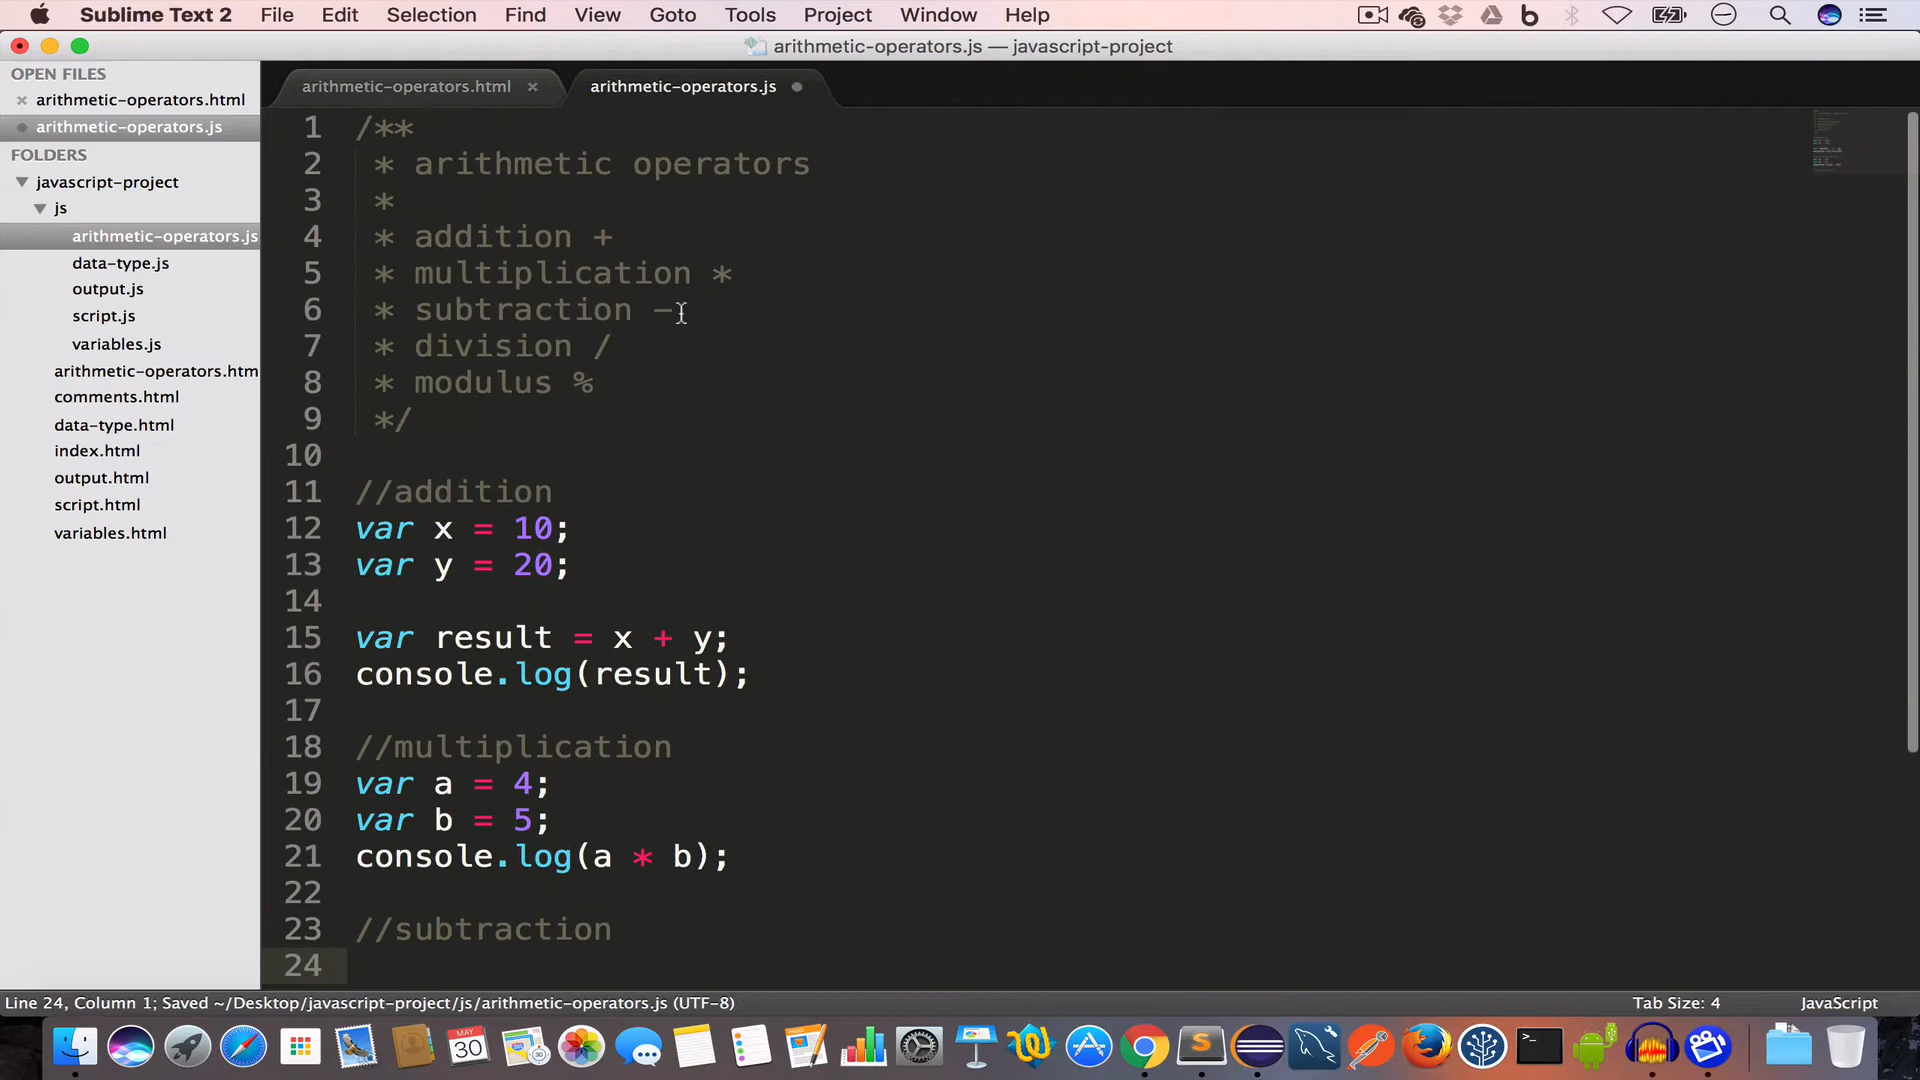 Sublime Text 2 File Edit Selection Find View Goto Tools Project Window Help
arithmetic-operators.js — javascript-project
OPEN FILES
arithmetic-operators.html
arithmetic-operators.js
FOLDERS
javascript-project
js
arithmetic-operators.js
data-type.js
output.js
script.js
variables.js
arithmetic-operators.htm
comments.html
data-type.html
index.html
output.html
script.html
variables.html
arithmetic-operators.html × arithmetic-operators.js
1 /**
2 * arithmetic operators
3 *
4 * addition +
5 * multiplication *
6 * subtraction -
7 * division /
8 * modulus %
9 */
10
11 //addition
12 var x = 10;
13 var y = 20;
14
15 var result = x + y;
16 console.log(result);
17
18 //multiplication
19 var a = 4;
20 var b = 5;
21 console.log(a * b);
22
23 //subtraction
24
Line 24, Column 1; Saved ~/Desktop/javascript-project/js/arithmetic-operators.js (UTF-8) Tab Size: 4 JavaScript
MAY
30